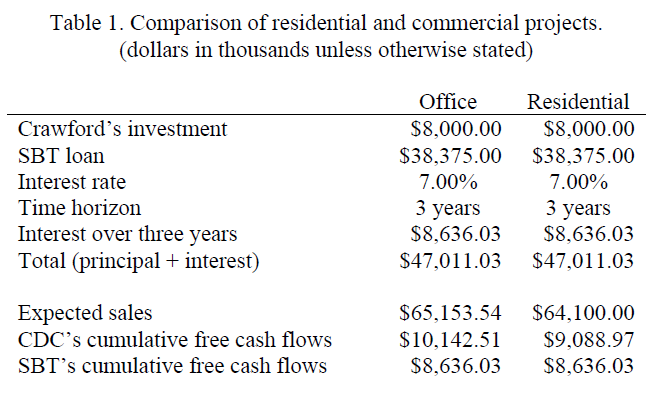 Table 1. Comparison of residential and commercial projects.
(dollars in thousands unless otherwise stated)
Office Residential
Crawford’s investment $8,000.00 $8,000.00
SBT loan $38,375.00 $38,375.00
Interest rate 7.00% 7.00%
Time horizon 3 years 3 years
Interest over three years $8,636.03 $8,636.03
Total (principal + interest) $47,011.03 $47,011.03
Expected sales $65,153.54 $64,100.00
CDC’s cumulative free cash flows $10,142.51 $9,088.97
SBT’s cumulative free cash flows $8,636.03 $8,636.03